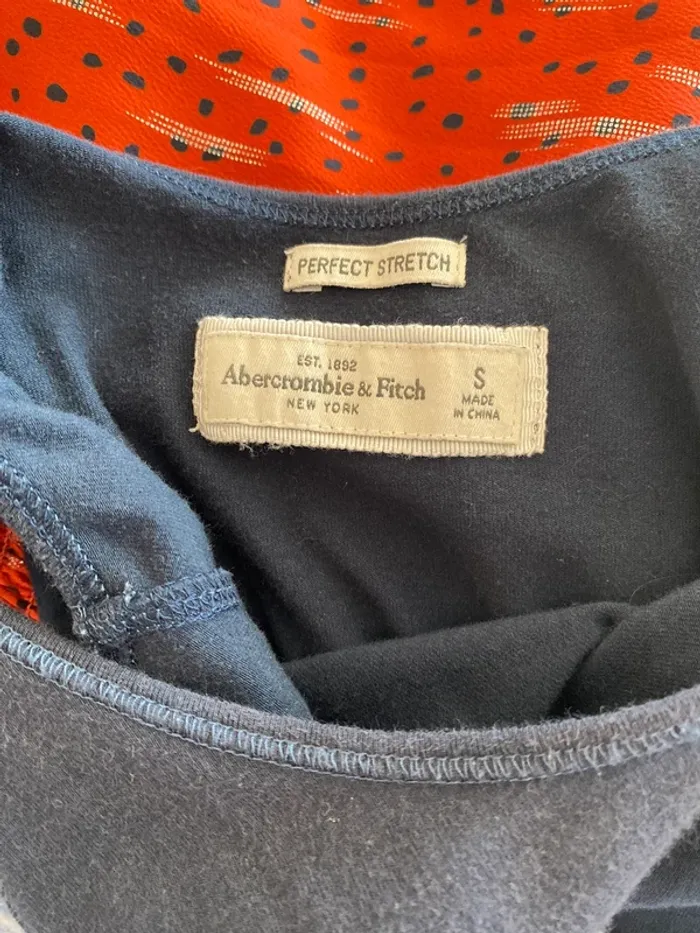 PERFECT STRETCH
EST. 1892
Abercrombie & Fitch
NEW YORK
S
MADE
IN CHINA